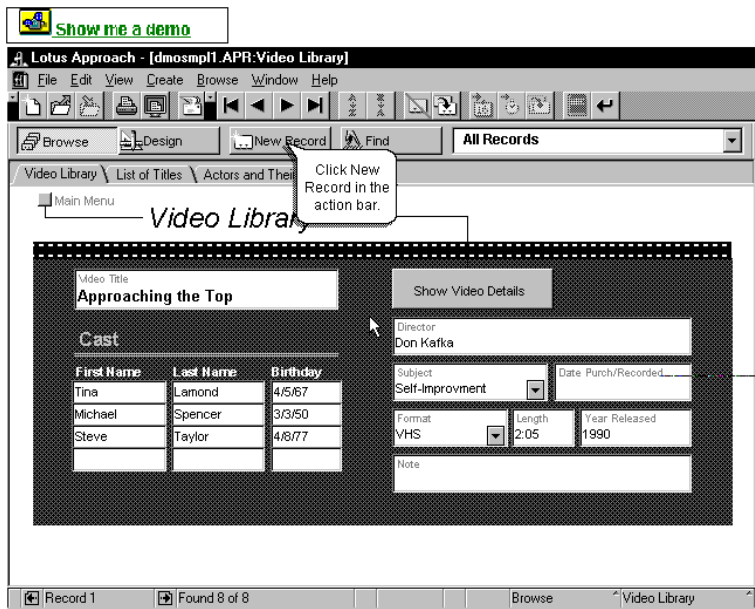 Show me a demo
Lotus Approach - [dmosmpl1.APR:Video Library]
File Edit View Create Browse Window Help
Browse Design New Record Find All Records
Video Library List of Titles Actors and Thei
Click New
Record in the
action bar.
Main Menu
Video Library
Video Title
Approaching the Top
Show Video Details
Cast
Director
Don Kafka
First Name Last Name Birthday
Subject Date Purch/Recorded
Self-Improvment
Tina Lamond 4/5/67
Michael Spencer 3/3/50
Steve Taylor 4/8/77
Format Length Year Released
VHS 2:05 1990
Note
Record 1 Found 8 of 8 Browse Video Library